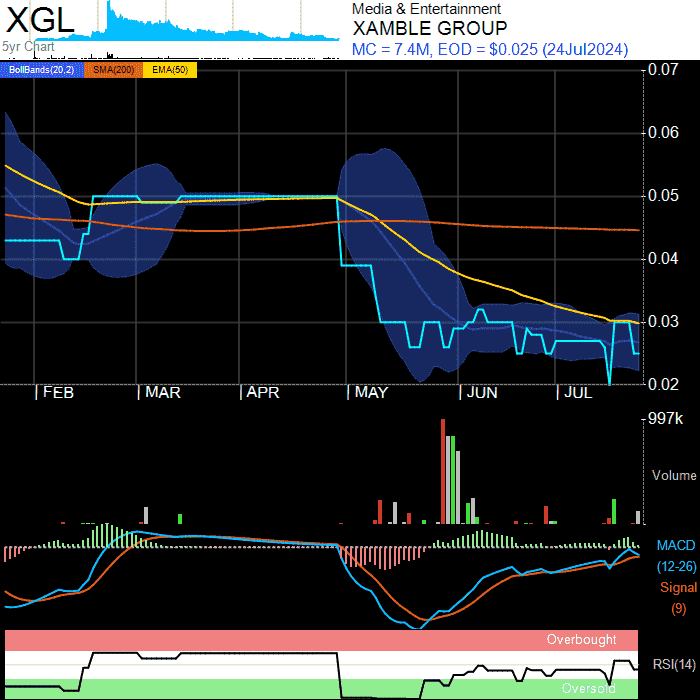 XGL
5yr Chart
Media & Entertainment
XAMBLE GROUP
MC = 7.4M, EOD = $0.025 (24Jul2024)
BollBands(20,2) SMA(200) EMA(50)
0.07
0.06
0.05
0.04
0.03
0.02
FEB MAR APR MAY JUN JUL
997k
Volume
MACD
(12-26)
Signal
(9)
Overbought
RSI(14)
Oversold